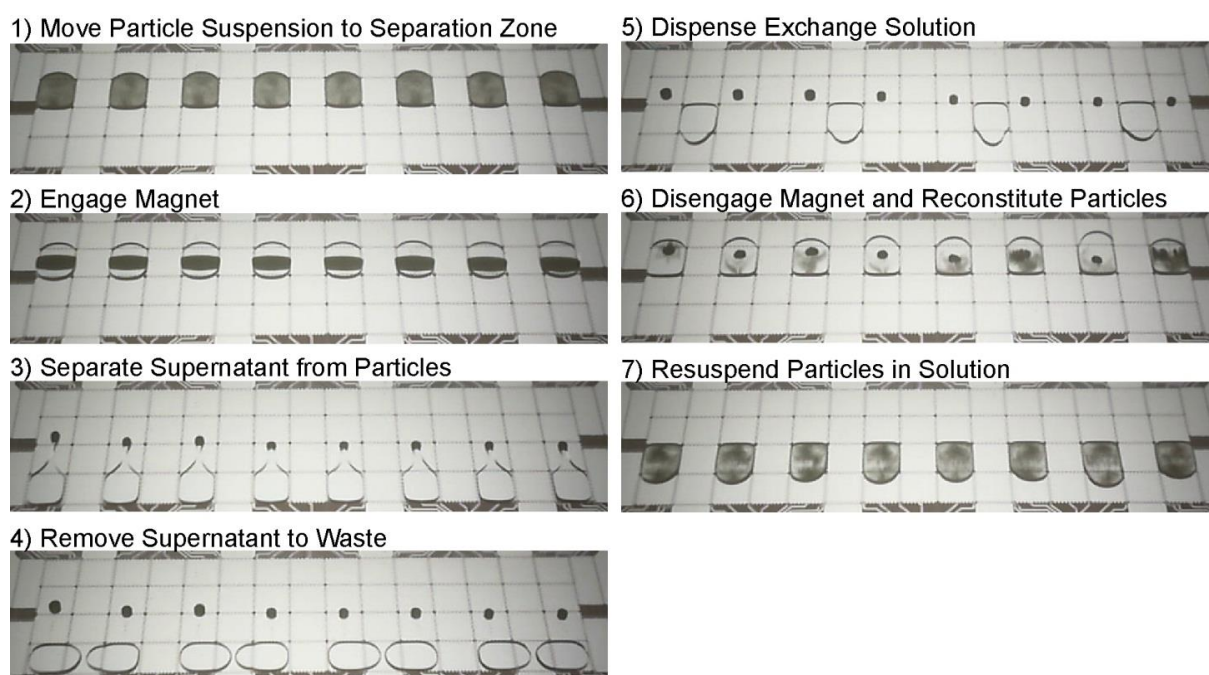 1) Move Particle Suspension to Separation Zone
2) Engage Magnet
3) Separate Supernatant from Particles
4) Remove Supernatant to Waste
5) Dispense Exchange Solution
6) Disengage Magnet and Reconstitute Particles
7) Resuspend Particles in Solution